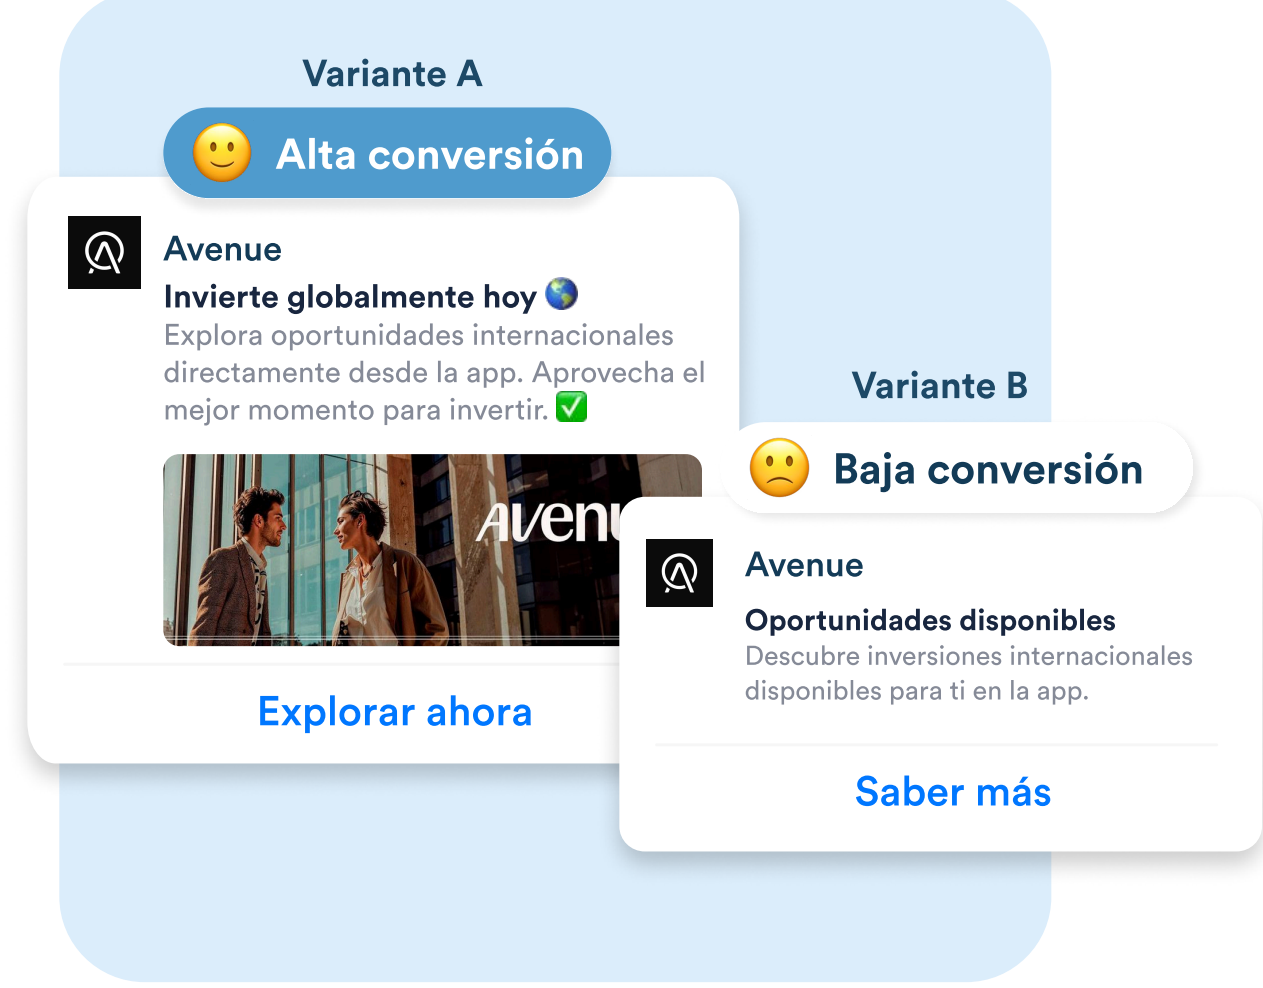 Variante A
🙂 Alta conversión
Avenue
Invierte globalmente hoy 🌎
Explora oportunidades internacionales
directamente desde la app. Aprovecha el
mejor momento para invertir. ✅
Explorar ahora
Variante B
🙁 Baja conversión
Avenue
Oportunidades disponibles
Descubre inversiones internacionales
disponibles para ti en la app.
Saber más